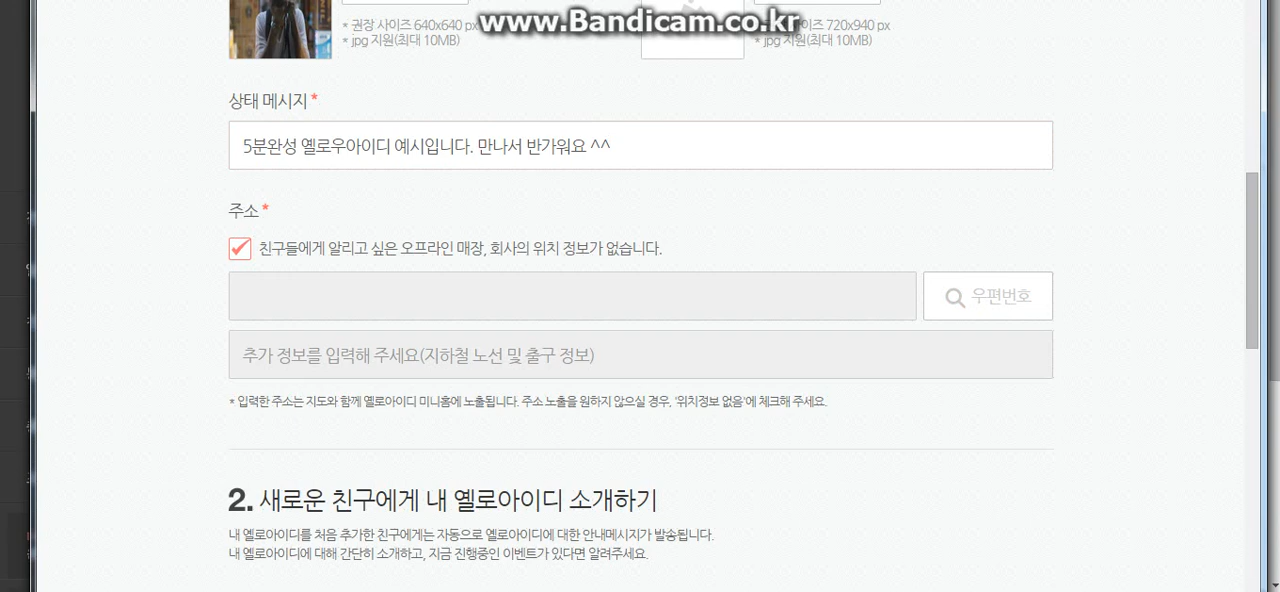 www.Bandicam.co.kr
* 권장 사이즈 640x640 px
* jpg 지원(최대 10MB)
사이즈 720x940 px
* jpg 지원(최대 10MB)
상태 메시지 *
5분완성 옐로우아이디 예시입니다. 만나서 반가워요 ^^
주소 *
친구들에게 알리고 싶은 오프라인 매장, 회사의 위치 정보가 없습니다.
우편번호
추가 정보를 입력해 주세요(지하철 노선 및 출구 정보)
* 입력한 주소는 지도와 함께 옐로아이디 미니홈에 노출됩니다. 주소 노출을 원하지 않으실 경우, '위치정보 없음'에 체크해 주세요.
2. 새로운 친구에게 내 옐로아이디 소개하기
내 옐로아이디를 처음 추가한 친구에게는 자동으로 옐로아이디에 대한 안내메시지가 발송됩니다.
내 옐로아이디에 대해 간단히 소개하고, 지금 진행중인 이벤트가 있다면 알려주세요.